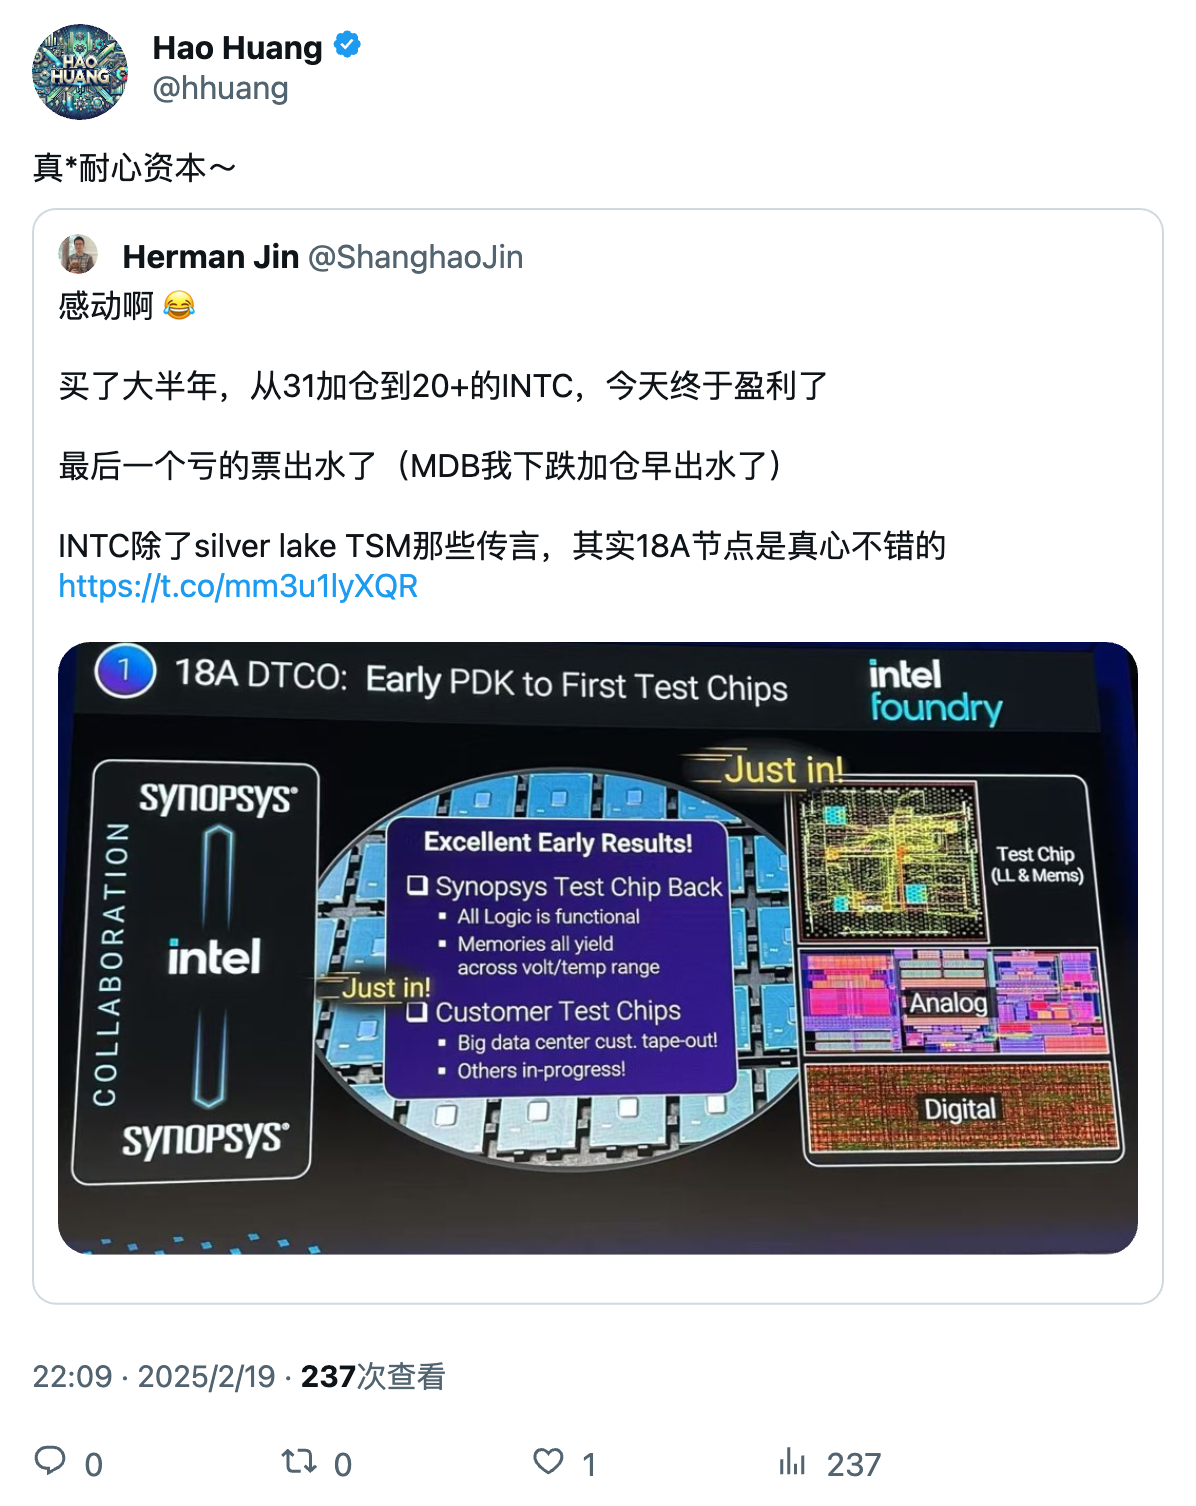 HAO
HUANG
Hao Huang
@hhuang
真*耐心资本～
Herman Jin @ShanghaoJin
感动啊 😂
买了大半年，从31加仓到20+的INTC，今天终于盈利了
最后一个亏的票出水了（MDB我下跌加仓早出水了）
INTC除了silver lake TSM那些传言，其实18A节点是真心不错的
https://t.co/mm3u1lyXQR
1 18A DTCO: Early PDK to First Test Chips
intel
foundry
COLLABORATION
SYNOPSYS®
intel
SYNOPSYS®
Just in!
Excellent Early Results!
❑ Synopsys Test Chip Back
▪ All Logic is functional
▪ Memories all yield
across volt/temp range
Just in!
❑ Customer Test Chips
▪ Big data center cust. tape-out!
▪ Others in-progress!
Test Chip
(LL & Mems)
Analog
Digital
22:09 · 2025/2/19 · 237次查看
0 0 1 237